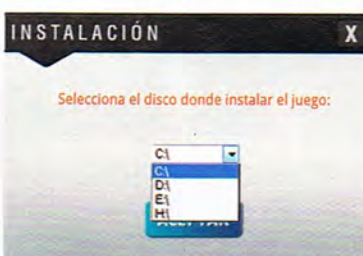 INSTALACIÓN X
Selecciona el disco donde instalar el juego:
C:\
C:\
D:\
E:\
H:\